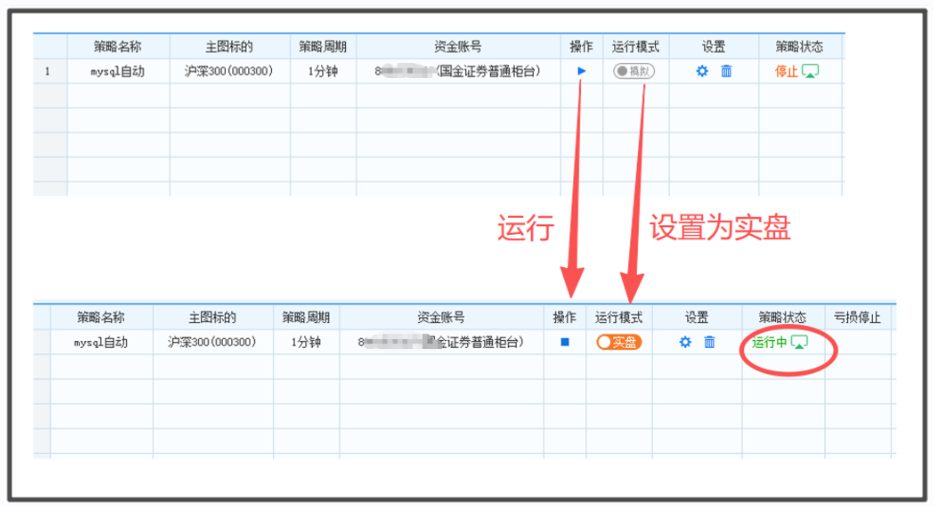 策略名称 主图标的 策略周期 资金账号 操作 运行模式 设置 策略状态
1 mysql自动 沪深300(000300) 1分钟 8 (国金证券普通柜台) 模拟 停止
运行 设置为实盘
策略名称 主图标的 策略周期 资金账号 操作 运行模式 设置 策略状态 亏损停止
mysql自动 沪深300(000300) 1分钟 8 国金证券普通柜台) 实盘 运行中